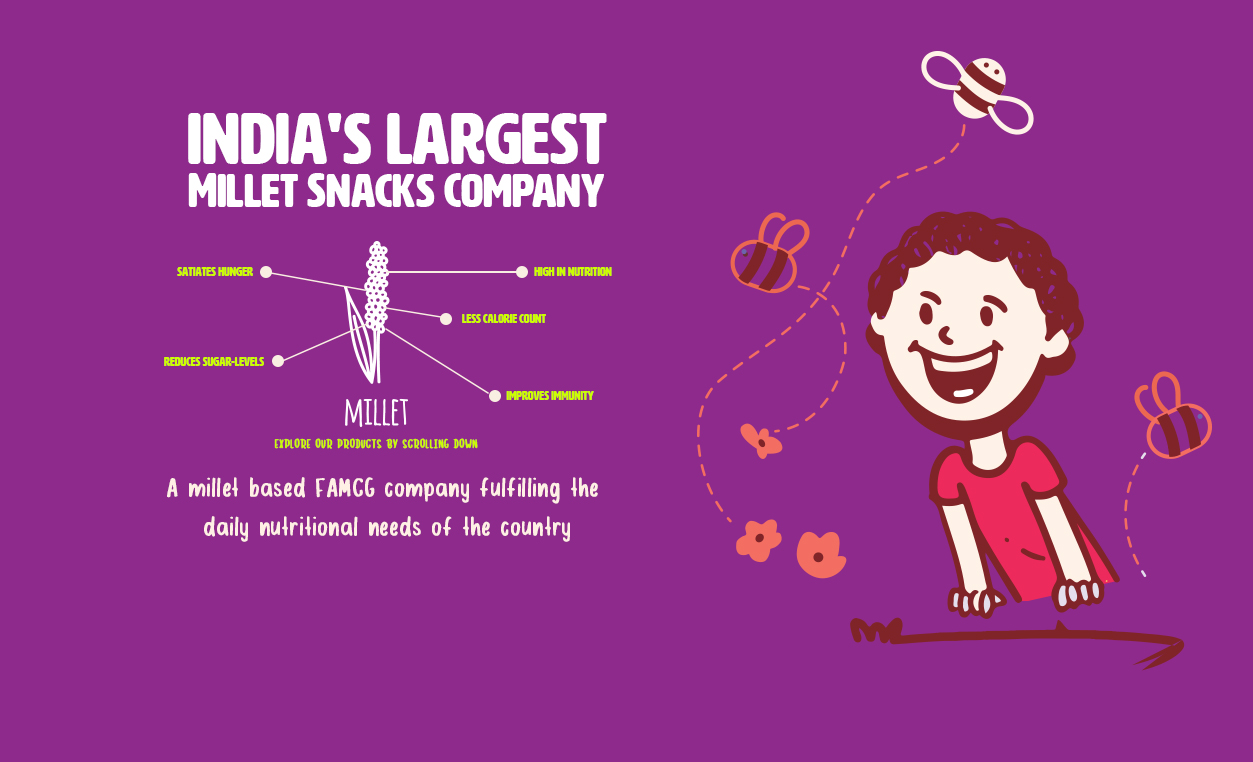 INDIA'S LARGEST
MILLET SNACKS COMPANY
SATIATES HUNGER
HIGH IN NUTRITION
LESS CALORIE COUNT
REDUCES SUGAR-LEVELS
IMPROVES IMMUNITY
MILLET
EXPLORE OUR PRODUCTS BY SCROLLING DOWN
A millet based FAMCG company fulfilling the
daily nutritional needs of the country